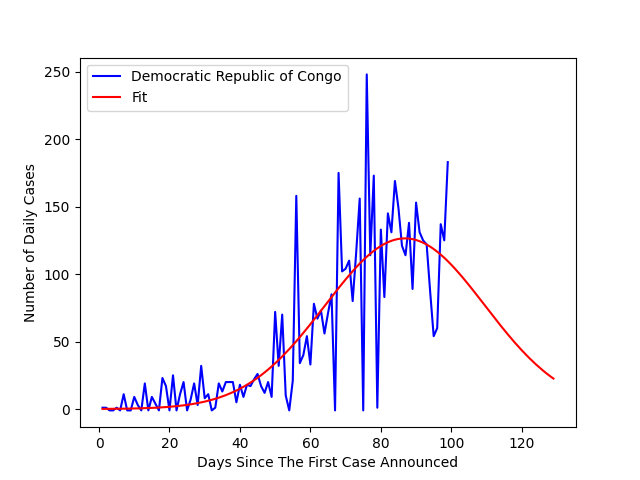 Democratic Republic of Congo
Fit
250
200
150
100
50
0
Number of Daily Cases
0 20 40 60 80 100 120
Days Since The First Case Announced